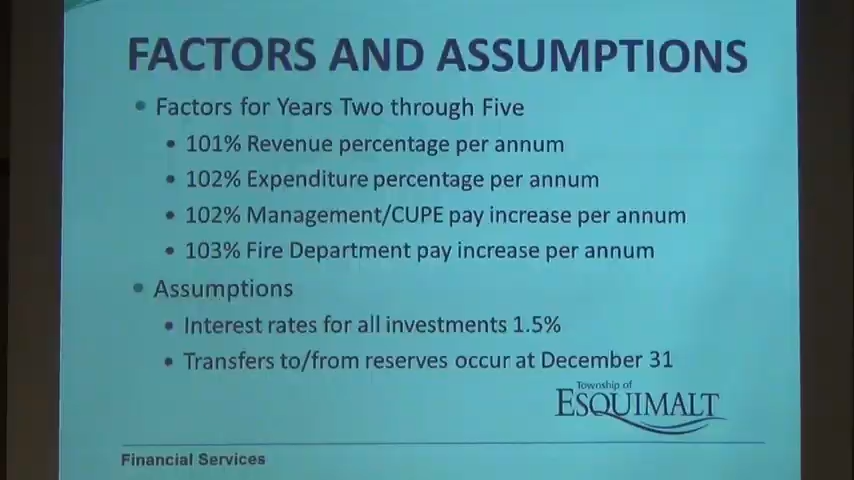 FACTORS AND ASSUMPTIONS
• Factors for Years Two through Five
• 101% Revenue percentage per annum
• 102% Expenditure percentage per annum
• 102% Management/CUPE pay increase per annum
• 103% Fire Department pay increase per annum
• Assumptions
• Interest rates for all investments 1.5%
• Transfers to/from reserves occur at December 31
Township of
ESQUIMALT
Financial Services